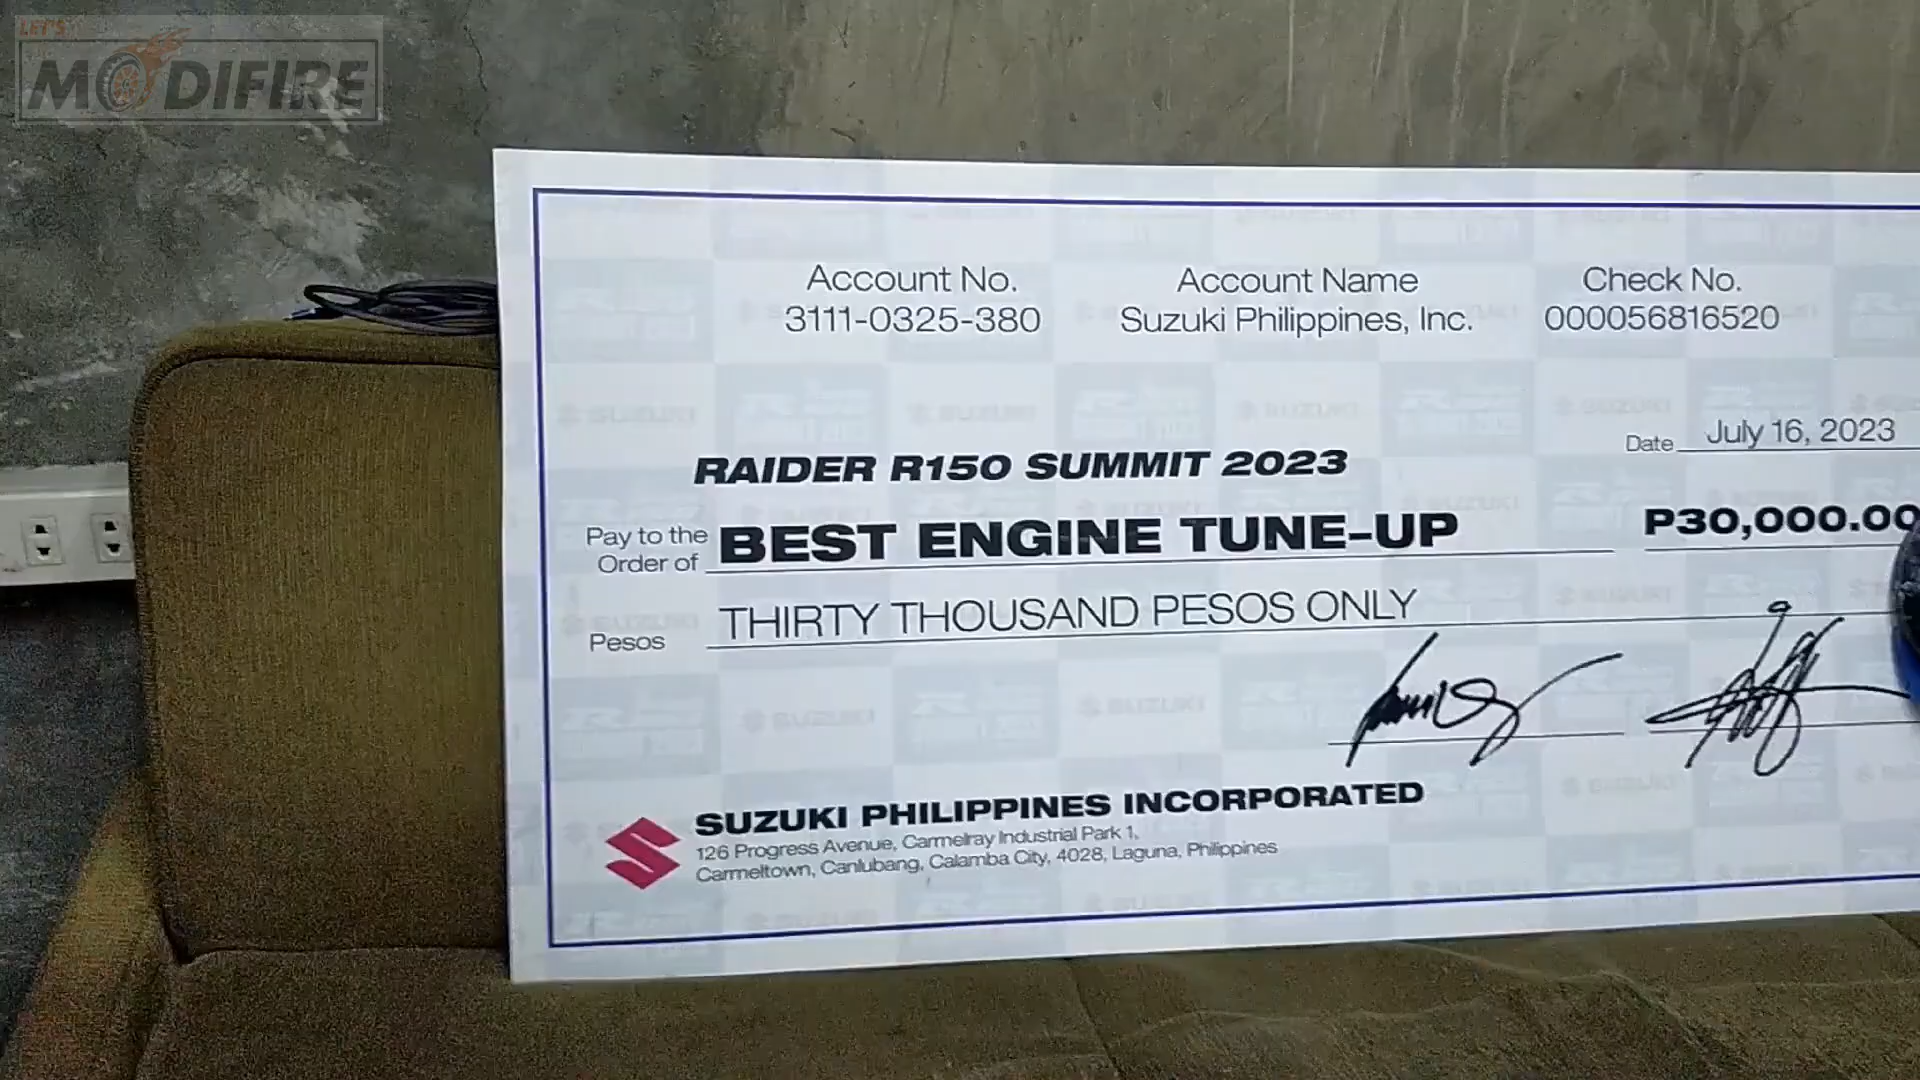 LET'S
MODIFIRE
Account No.
3111-0325-380
Account Name
Suzuki Philippines, Inc.
Check No.
000056816520
Date July 16, 2023
RAIDER R150 SUMMIT 2023
Pay to the
Order of
BEST ENGINE TUNE-UP
P30,000.00
Pesos
THIRTY THOUSAND PESOS ONLY
SUZUKI PHILIPPINES INCORPORATED
126 Progress Avenue, Carmelray Industrial Park 1,
Carmeltown, Canlubang, Calamba City, 4028, Laguna, Philippines